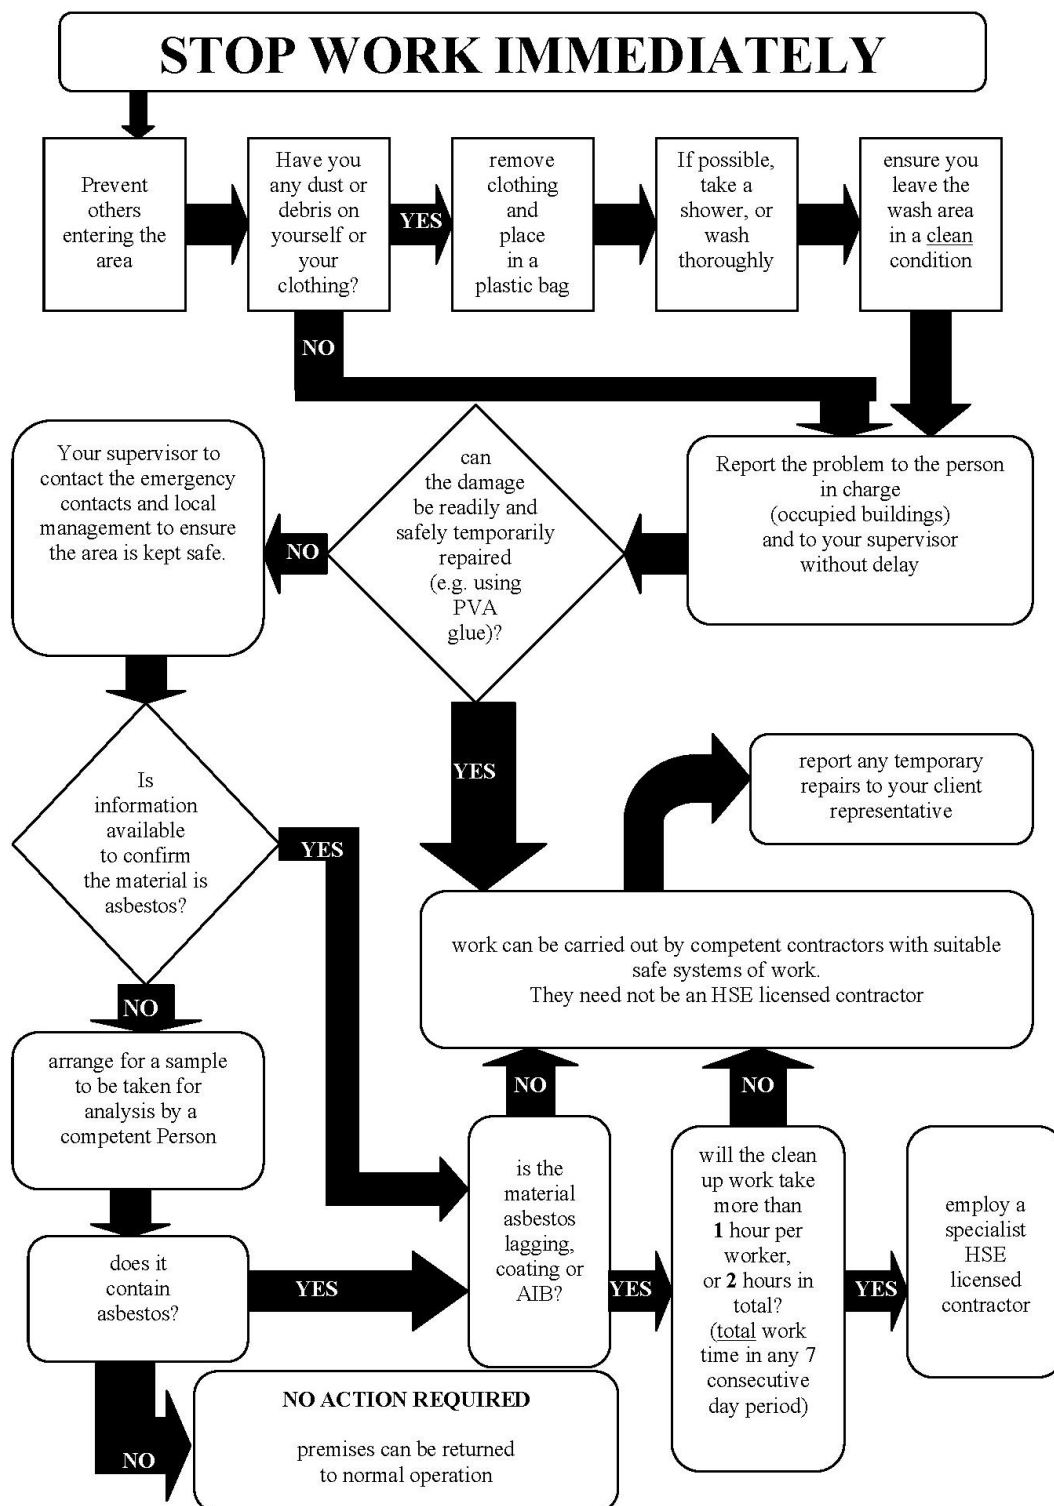 STOP WORK IMMEDIATELY
Prevent
others
entering the
area
Have you
any dust or
debris on
yourself or
your
clothing?
YES
remove
clothing
and
place
in a
plastic bag
If possible,
take a
shower, or
wash
thoroughly
ensure you
leave the
wash area
in a clean
condition
NO
Your supervisor to
contact the emergency
contacts and local
management to ensure
the area is kept safe.
NO
can
the damage
be readily and
safely temporarily
repaired
(e.g. using
PVA
glue)?
Report the problem to the person
in charge
(occupied buildings)
and to your supervisor
without delay
YES
report any temporary
repairs to your client
representative
Is
information
available
to confirm
the material is
asbestos?
YES
work can be carried out by competent contractors with suitable
safe systems of work.
They need not be an HSE licensed contractor
NO
arrange for a sample
to be taken for
analysis by a
competent Person
NO
NO
does it
contain
asbestos?
YES
is the
material
asbestos
lagging,
coating or
AIB?
YES
will the clean
up work take
more than
1 hour per
worker,
or 2 hours in
total?
(total work
time in any 7
consecutive
day period)
YES
employ a
specialist
HSE
licensed
contractor
NO
NO ACTION REQUIRED
premises can be returned
to normal operation